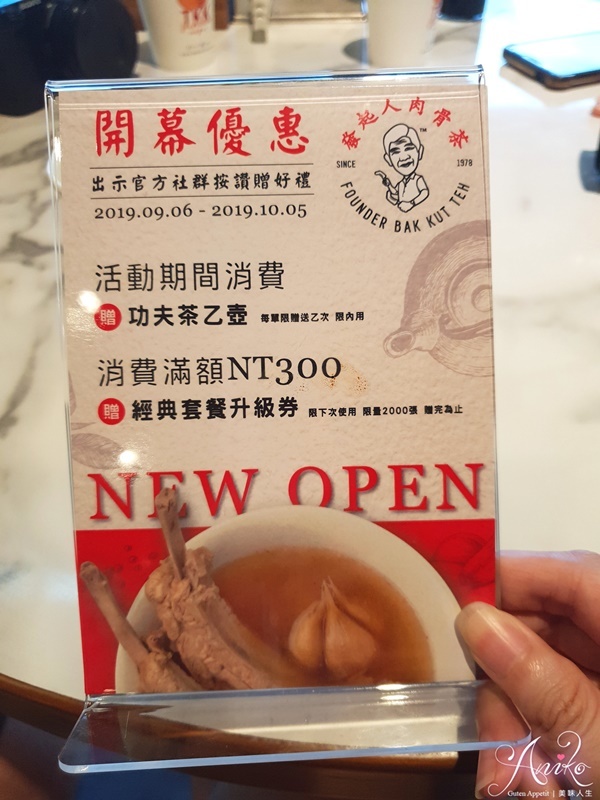 開幕優惠
出示官方社群按讚贈好禮
2019.09.06 - 2019.10.05
發起人肉骨茶
TM
SINCE 1978
FOUNDER BAK KUT TEH
活動期間消費
贈 功夫茶乙壺 每單限贈送乙次 限內用
消費滿額NT300
贈 經典套餐升級券 限下次使用 限量2000張 贈完為止
NEW OPEN
Aniko
Guten Appetit | 美味人生